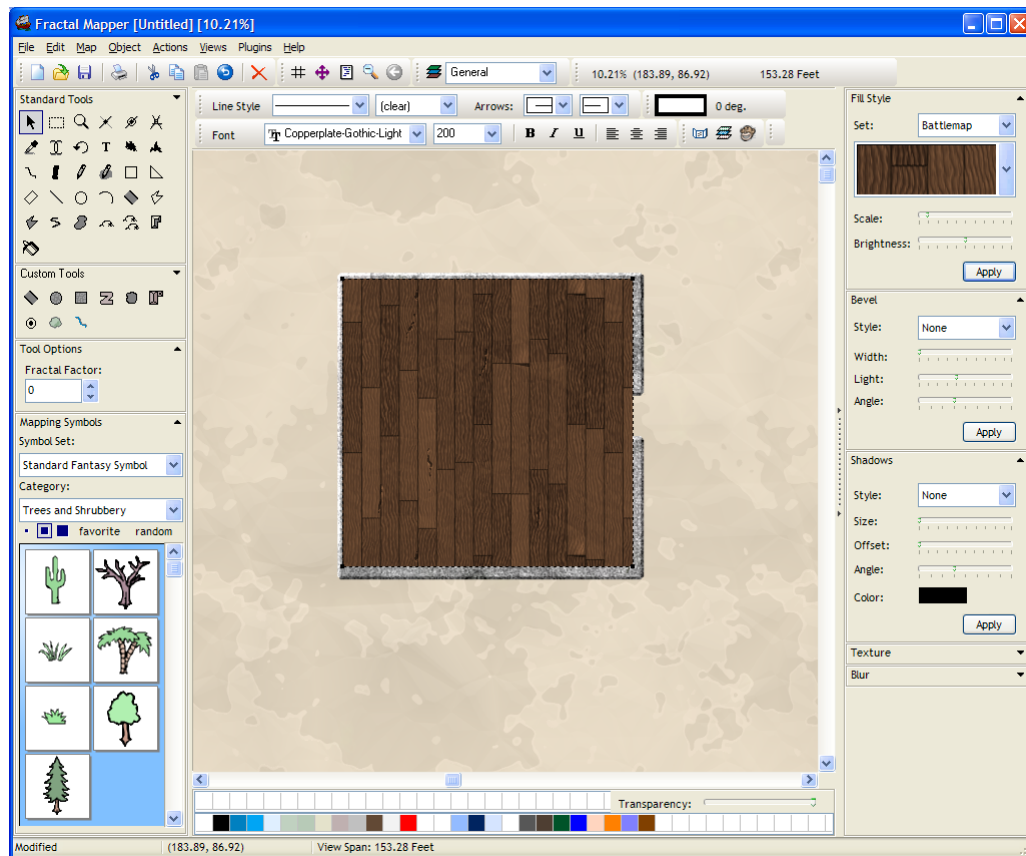 Fractal Mapper [Untitled] [10.21%]
File Edit Map Object Actions Views Plugins Help
General 10.21% (183.89, 86.92) 153.28 Feet
Standard Tools
Line Style (clear) Arrows: 0 deg.
Font Copperplate-Gothic-Light 200 B I U
Custom Tools
Tool Options
Fractal Factor:
0
Mapping Symbols
Symbol Set:
Standard Fantasy Symbol
Category:
Trees and Shrubbery
favorite random
Fill Style
Set: Battlemap
Scale:
Brightness:
Apply
Bevel
Style: None
Width:
Light:
Angle:
Apply
Shadows
Style: None
Size:
Offset:
Angle:
Color:
Apply
Texture
Blur
Transparency:
Modified (183.89, 86.92) View Span: 153.28 Feet